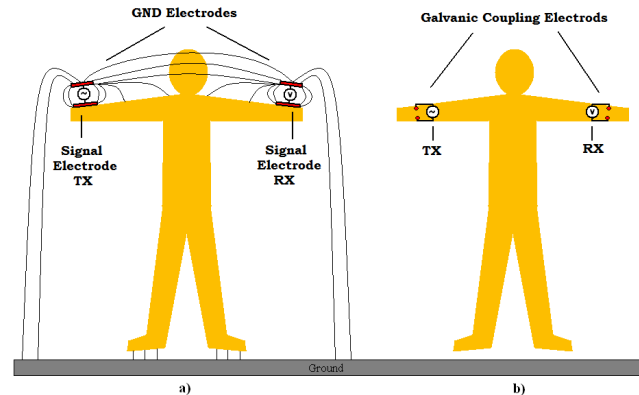 GND Electrodes
Signal
Electrode
TX
Signal
Electrode
RX
~
V
a)
Galvanic Coupling Electrods
TX
RX
~
V
Ground
b)